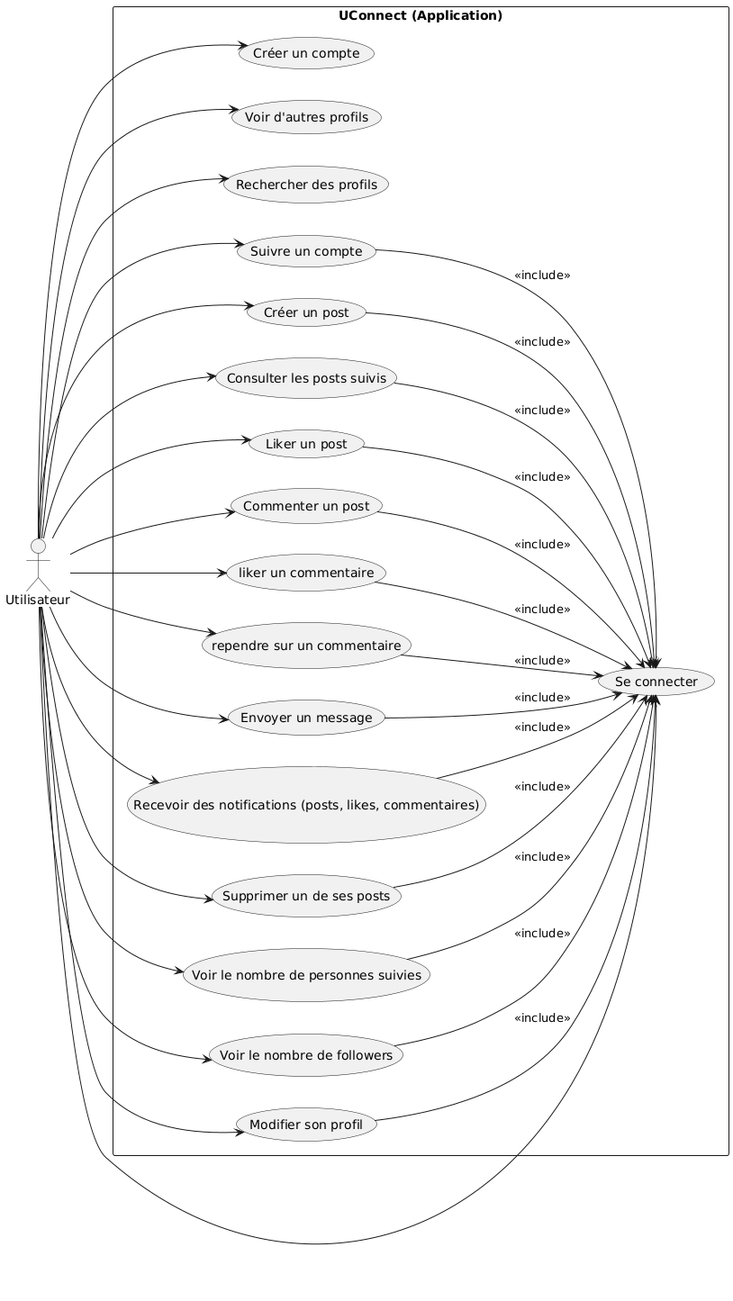 UConnect (Application)
Créer un compte
Voir d'autres profils
Rechercher des profils
Suivre un compte
«include»
Créer un post
«include»
Consulter les posts suivis
«include»
Liker un post
«include»
Commenter un post
«include»
liker un commentaire
Utilisateur
«include»
rependre sur un commentaire
«include»
Se connecter
«include»
Envoyer un message
«include»
Recevoir des notifications (posts, likes, commentaires)
«include»
Supprimer un de ses posts
«include»
Voir le nombre de personnes suivies
«include»
Voir le nombre de followers
«include»
Modifier son profil